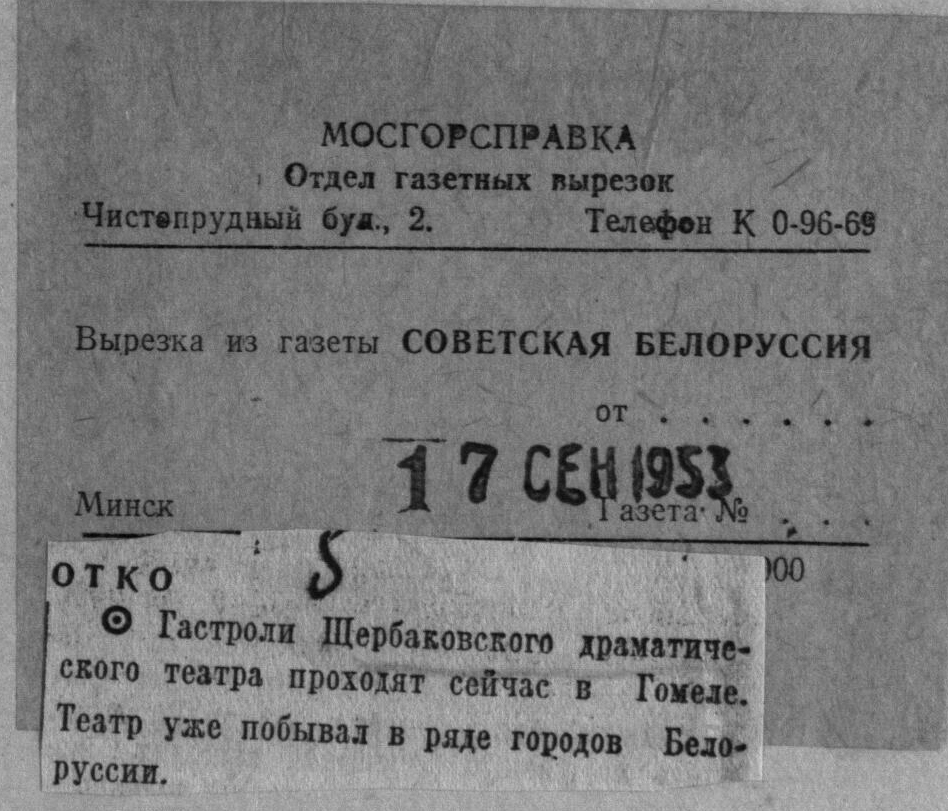 МОСГОРСПРАВКА
Отдел газетных вырезок
Чистопрудный бул., 2. Телефон К 0-96-69
Вырезка из газеты СОВЕТСКАЯ БЕЛОРУССИЯ
от . . . . . .
17 СЕН 1953
Минск Газета № . . .
5
000
ОТКО
Гастроли Щербаковского драматиче-
ского театра проходят сейчас в Гомеле.
Театр уже побывал в ряде городов Бело-
руссии.